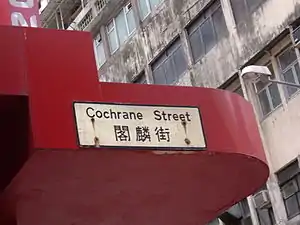 Cochrane Street
閣麟街